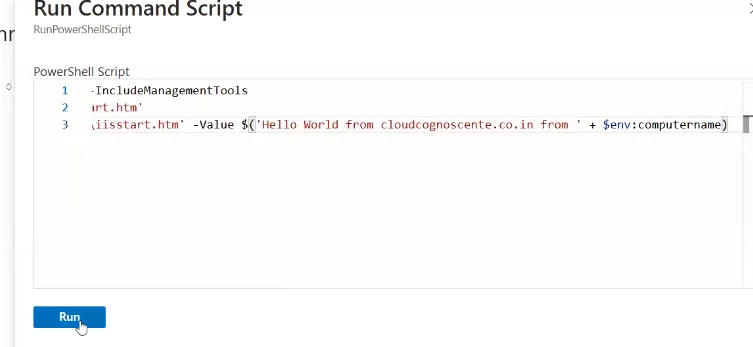 Run Command Script
RunPowerShellScript
PowerShell Script
1 -IncludeManagementTools
2 art.htm'
3 \iisstart.htm' -Value $('Hello World from cloudcognoscente.co.in from ' + $env:computername)
Run